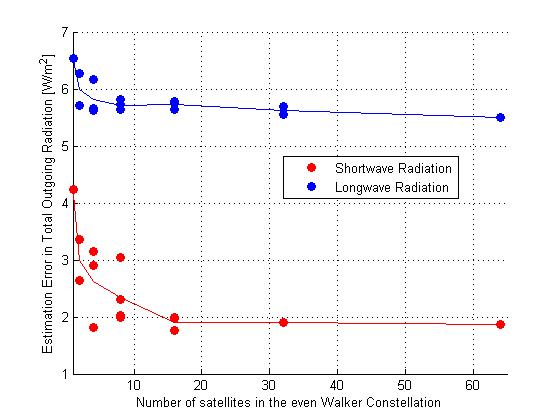 7
6
5
4
3
2
1
Estimation Error in Total Outgoing Radiation [W/m²]
Shortwave Radiation
Longwave Radiation
10 20 30 40 50 60
Number of satellites in the even Walker Constellation